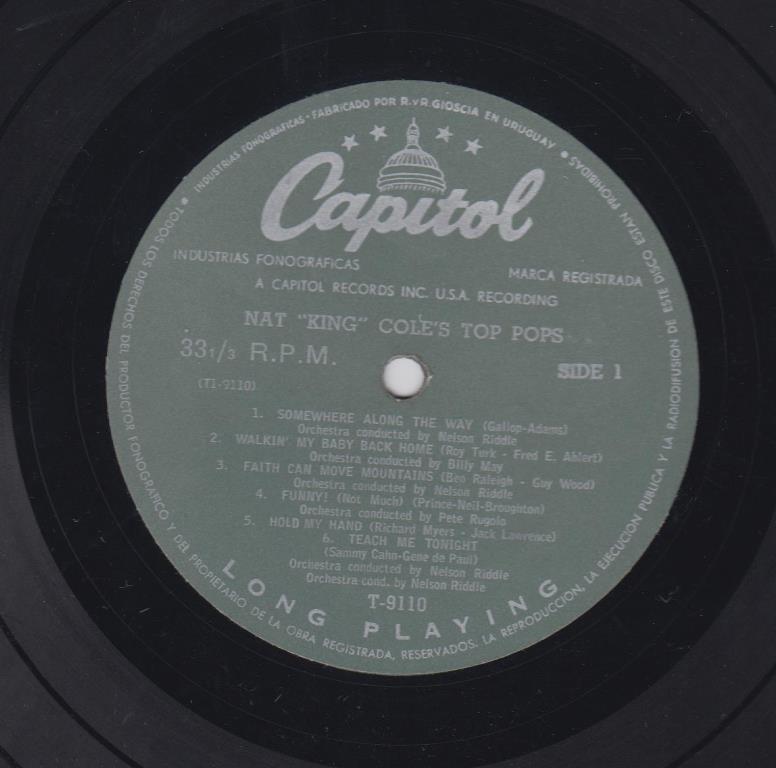 INDUSTRIAS FONOGRAFICAS · FABRICADO POR R. y R. GIOSCIA EN URUGUAY ● TODOS LOS DERECHOS DEL PRODUCTOR FONOGRAFICO Y DEL PROPIETARIO DE LA OBRA REGISTRADA, RESERVADOS. LA REPRODUCCION, LA EJECUCION PUBLICA Y LA RADIODIFUSION DE ESTE DISCO ESTAN PROHIBIDAS ●
Capitol
INDUSTRIAS FONOGRAFICAS
MARCA REGISTRADA
A CAPITOL RECORDS INC. U.S.A. RECORDING
NAT "KING" COLE'S TOP POPS
33 1/3 R.P.M.
SIDE 1
(T1-9110)
1. SOMEWHERE ALONG THE WAY (Gallop-Adams)
Orchestra conducted by Nelson Riddle
2. WALKIN' MY BABY BACK HOME (Roy Turk - Fred E. Ahlert)
Orchestra conducted by Billy May
3. FAITH CAN MOVE MOUNTAINS (Ben Raleigh - Guy Wood)
Orchestra conducted by Nelson Riddle
4. FUNNY! (Not Much) (Prince-Neil-Broughton)
Orchestra conducted by Pete Rugolo
5. HOLD MY HAND (Richard Myers - Jack Lawrence)
6. TEACH ME TONIGHT
(Sammy Cahn-Gene de Paul)
Orchestra conducted by Nelson Riddle
Orchestra cond. by Nelson Riddle
T-9110
LONG PLAYING